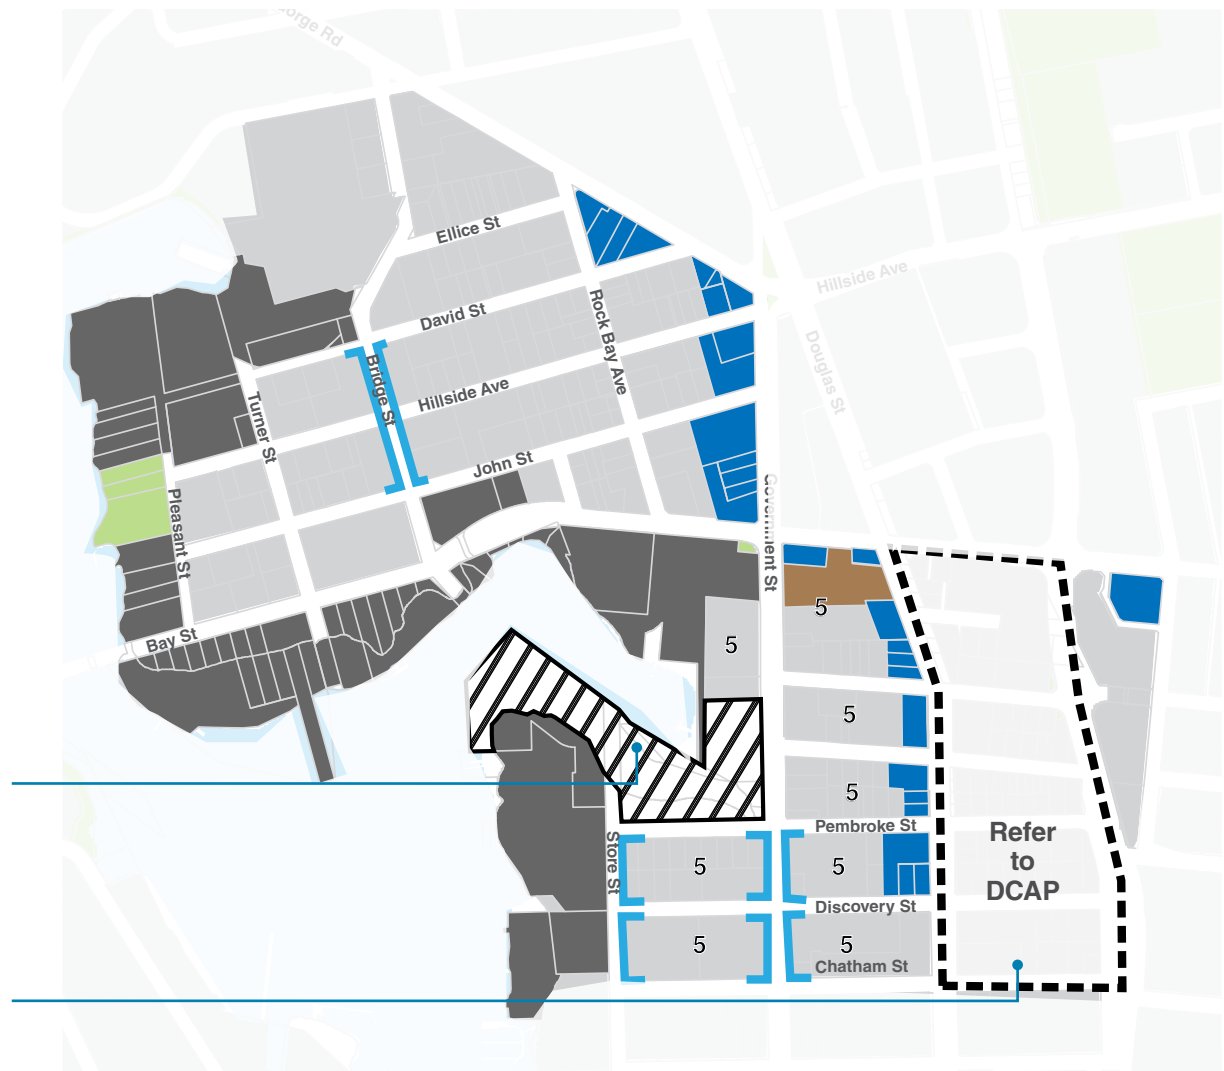 orge Rd
Ellice St
Hillside Ave
David St
Rock Bay Ave
Douglas St
Bridge St
Hillside Ave
Turner St
John St
Pleasant St
Government St
5
5
Bay St
5
5
Pembroke St
Refer
to
DCAP
Store St
5
5
Discovery St
5
5
Chatham St